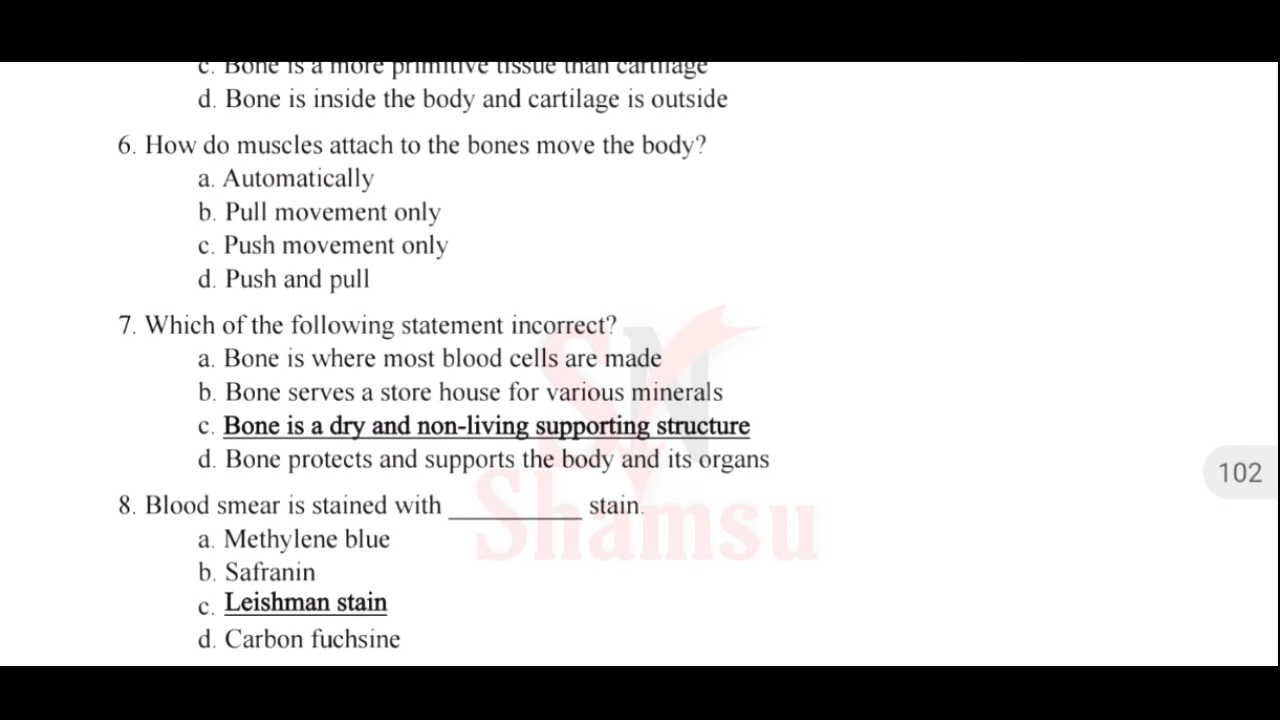 c. Bone is a more primitive tissue than cartilage
d. Bone is inside the body and cartilage is outside
6. How do muscles attach to the bones move the body?
a. Automatically
b. Pull movement only
c. Push movement only
d. Push and pull
7. Which of the following statement incorrect?
a. Bone is where most blood cells are made
b. Bone serves a store house for various minerals
c. Bone is a dry and non-living supporting structure
d. Bone protects and supports the body and its organs
102
8. Blood smear is stained with __________ stain.
a. Methylene blue
b. Safranin
c. Leishman stain
d. Carbon fuchsine
SN
Shamsu